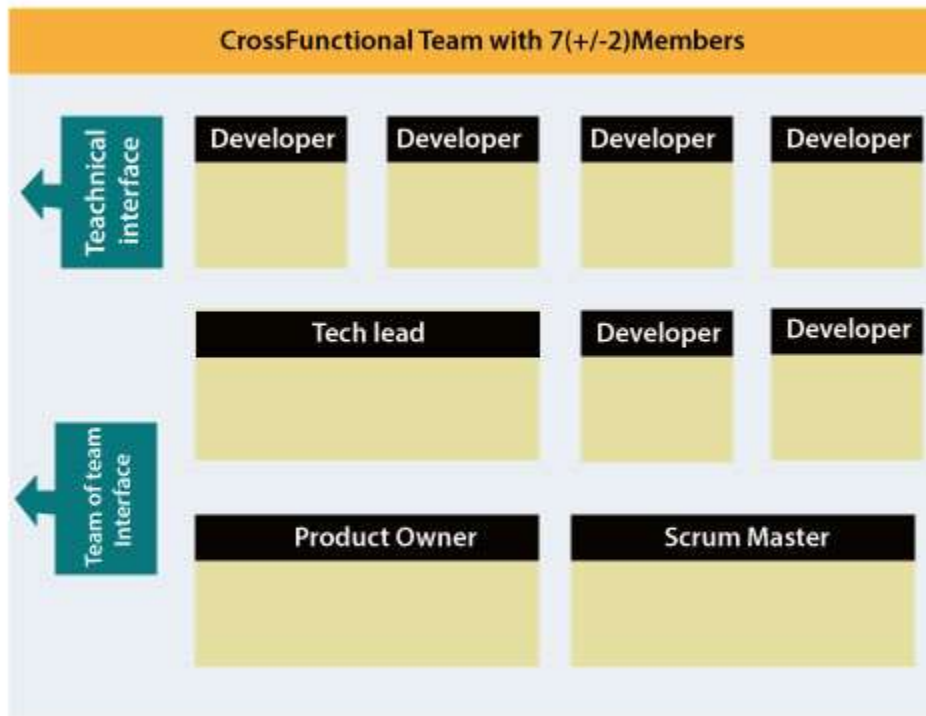 CrossFunctional Team with 7(+/-2)Members
Teachnical
interface
Developer
Developer
Developer
Developer
Tech lead
Developer
Developer
Team of team
Interface
Product Owner
Scrum Master